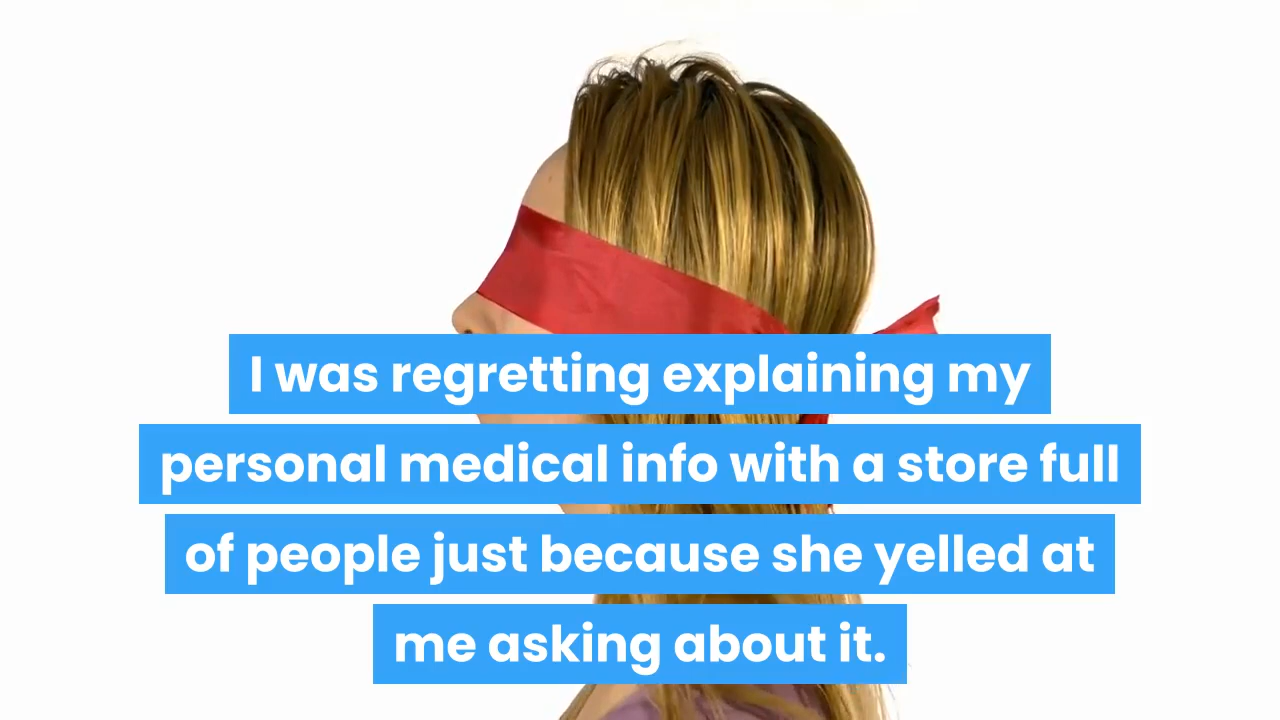 I was regretting explaining my
personal medical info with a store full
of people just because she yelled at
me asking about it.